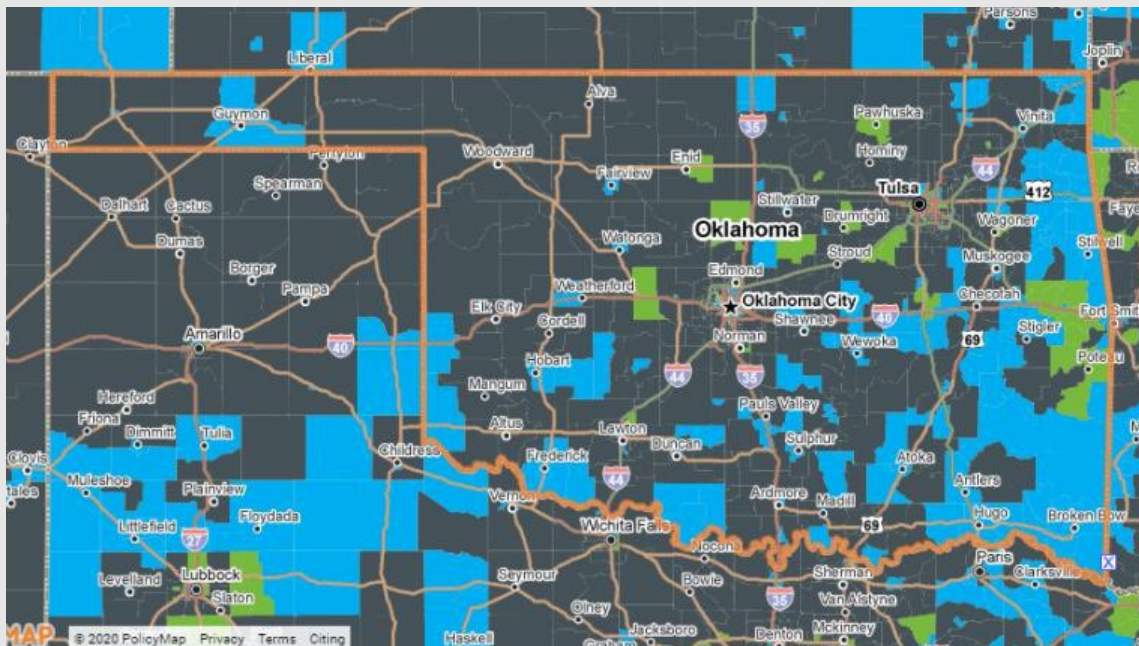 Parsons
Joplin
Liberal
Alva
Guymon
Pawhuska
Vinita
35
Clayton
Perryton
Woodward
Enid
Hominy
44
Fairview
Spearman
Tulsa
412
Dalhart
Cactus
Stillwater
Drumright
Wagoner
Oklahoma
Dumas
Watonga
Stroud
Stilwell
Muskogee
Borger
Edmond
Pampa
Weatherford
Oklahoma City
Checotah
Elk City
Shawnee
40
Fort Smi
Cordell
Stigler
Amarillo
40
Norman
Wewoka
69
Hobart
Poteau
44
35
Mangum
Hereford
Pauls Valley
Friona
Altus
Lawton
Dimmitt
Tulia
Duncan
Sulphur
Childress
Clovis
Frederick
Atoka
Muleshoe
44
Antlers
Plainview
Vernon
Ardmore
Madill
Floydada
Littlefield
Wichita Falls
69
Hugo
Broken Bow
27
Nocona
Paris
Levelland
Lubbock
Seymour
Sherman
Clarksville
Slaton
Bowie
35
Van Alstyne
Olney
MAP
© 2020 PolicyMap Privacy Terms Citing
Haskell
Jacksboro
Denton
Mckinney